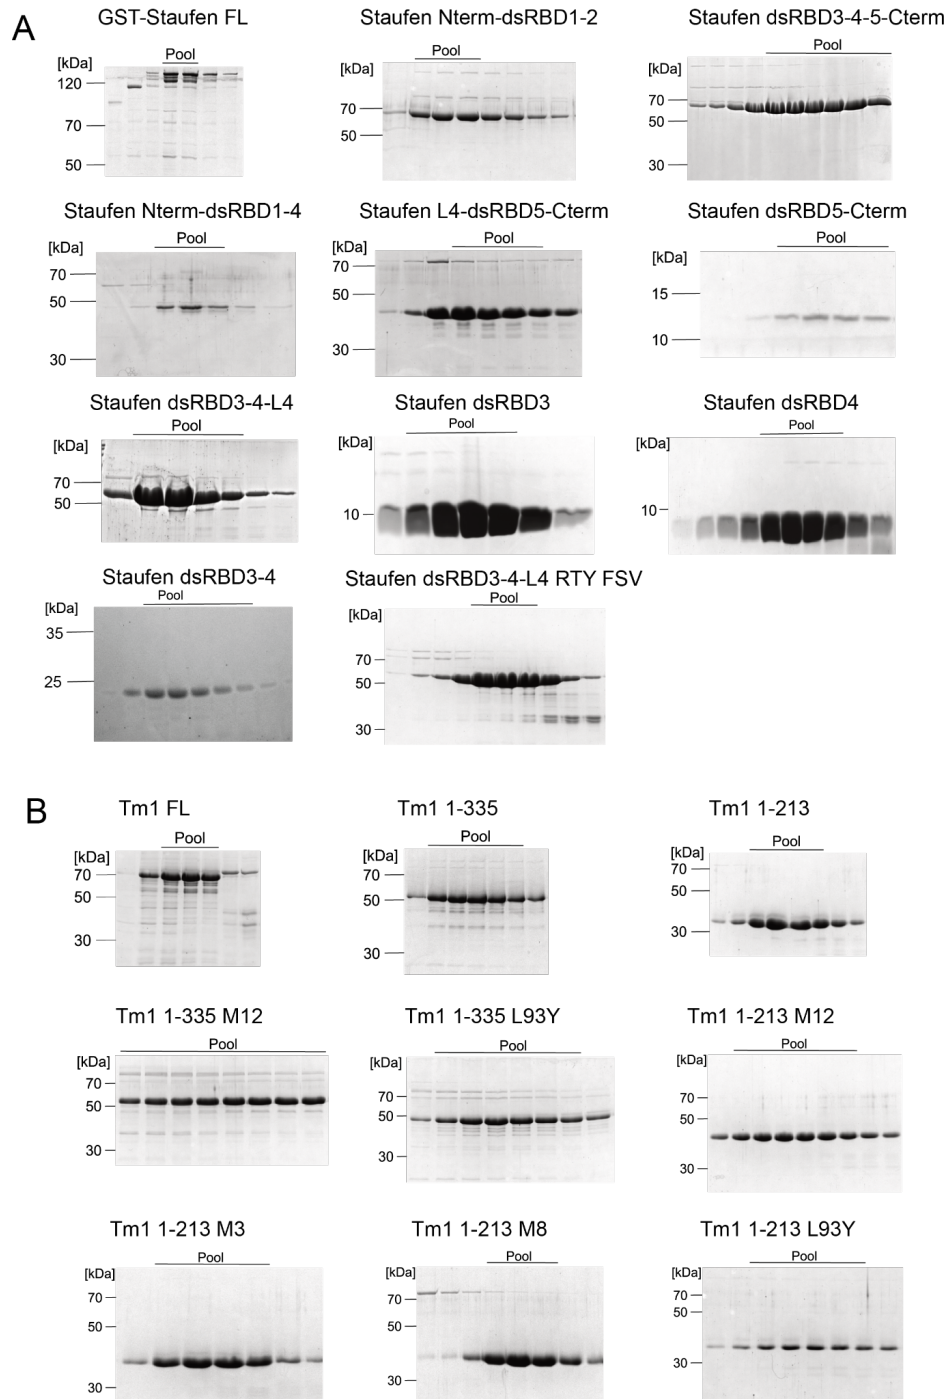 A
GST-Staufen FL
Pool
[kDa]
120
70
50
Staufen Nterm-dsRBD1-2
Pool
[kDa]
70
50
Staufen dsRBD3-4-5-Cterm
Pool
[kDa]
70
50
30
Staufen Nterm-dsRBD1-4
Pool
[kDa]
70
50
30
Staufen L4-dsRBD5-Cterm
Pool
[kDa]
70
50
30
Staufen dsRBD5-Cterm
Pool
[kDa]
15
10
Staufen dsRBD3-4-L4
Pool
[kDa]
70
50
Staufen dsRBD3
Pool
[kDa]
10
Staufen dsRBD4
Pool
[kDa]
10
Staufen dsRBD3-4
Pool
[kDa]
35
25
Staufen dsRBD3-4-L4 RTY FSV
Pool
[kDa]
70
50
30
B
Tm1 FL
Pool
[kDa]
70
50
30
Tm1 1-335
Pool
[kDa]
70
50
30
Tm1 1-213
Pool
[kDa]
70
50
30
Tm1 1-335 M12
Pool
[kDa]
70
50
30
Tm1 1-335 L93Y
Pool
[kDa]
70
50
30
Tm1 1-213 M12
Pool
[kDa]
70
50
30
Tm1 1-213 M3
Pool
[kDa]
70
50
30
Tm1 1-213 M8
Pool
[kDa]
70
50
30
Tm1 1-213 L93Y
Pool
[kDa]
70
50
30